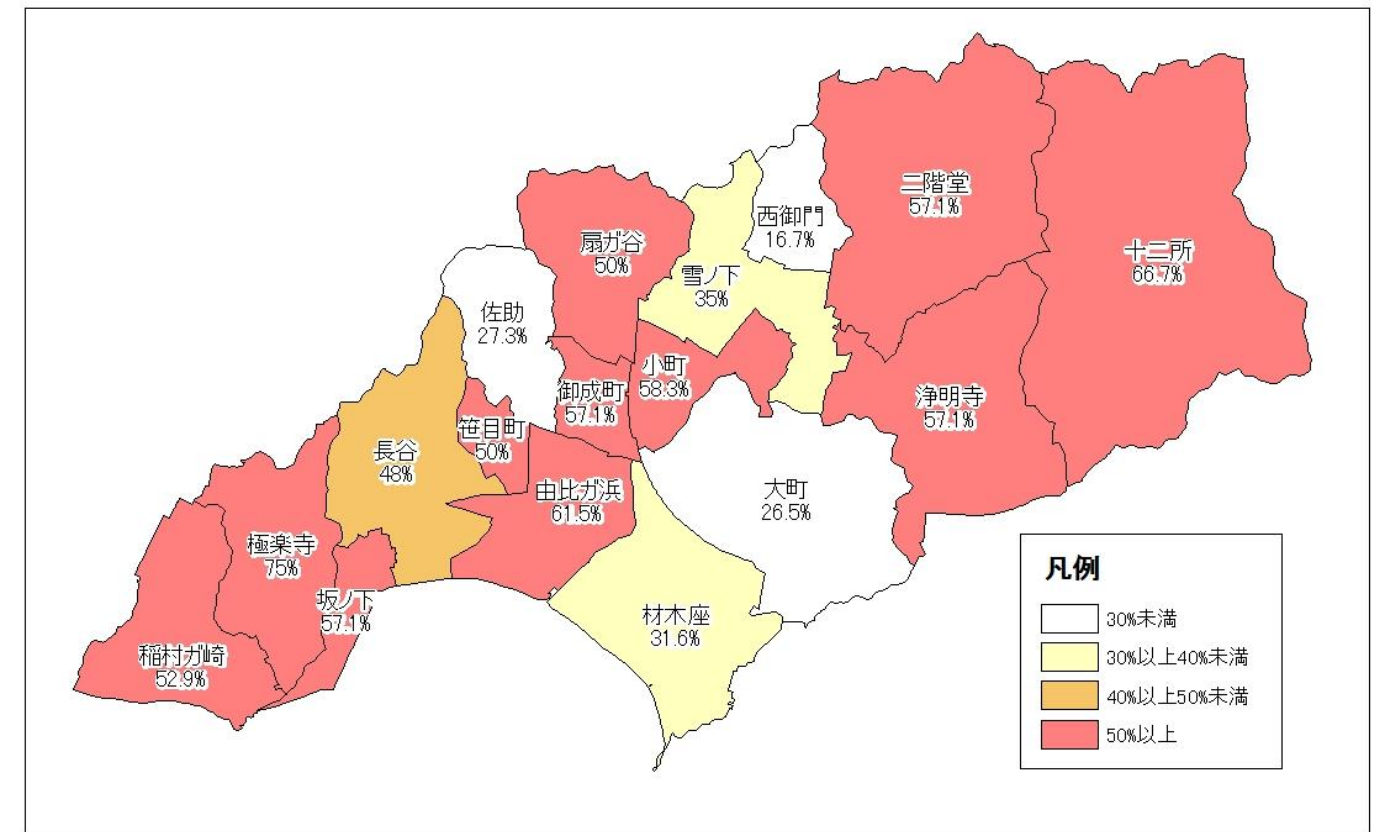 二階堂
57.1%
十二所
66.7%
西御門
16.7%
扇ガ谷
50%
雪ノ下
35%
佐助
27.3%
小町
58.3%
御成町
57.1%
浄明寺
57.1%
笹目町
50%
長谷
48%
由比ガ浜
61.5%
大町
26.5%
極楽寺
75%
坂ノ下
57.1%
材木座
31.6%
稲村ガ崎
52.9%
凡例
30%未満
30%以上40%未満
40%以上50%未満
50%以上